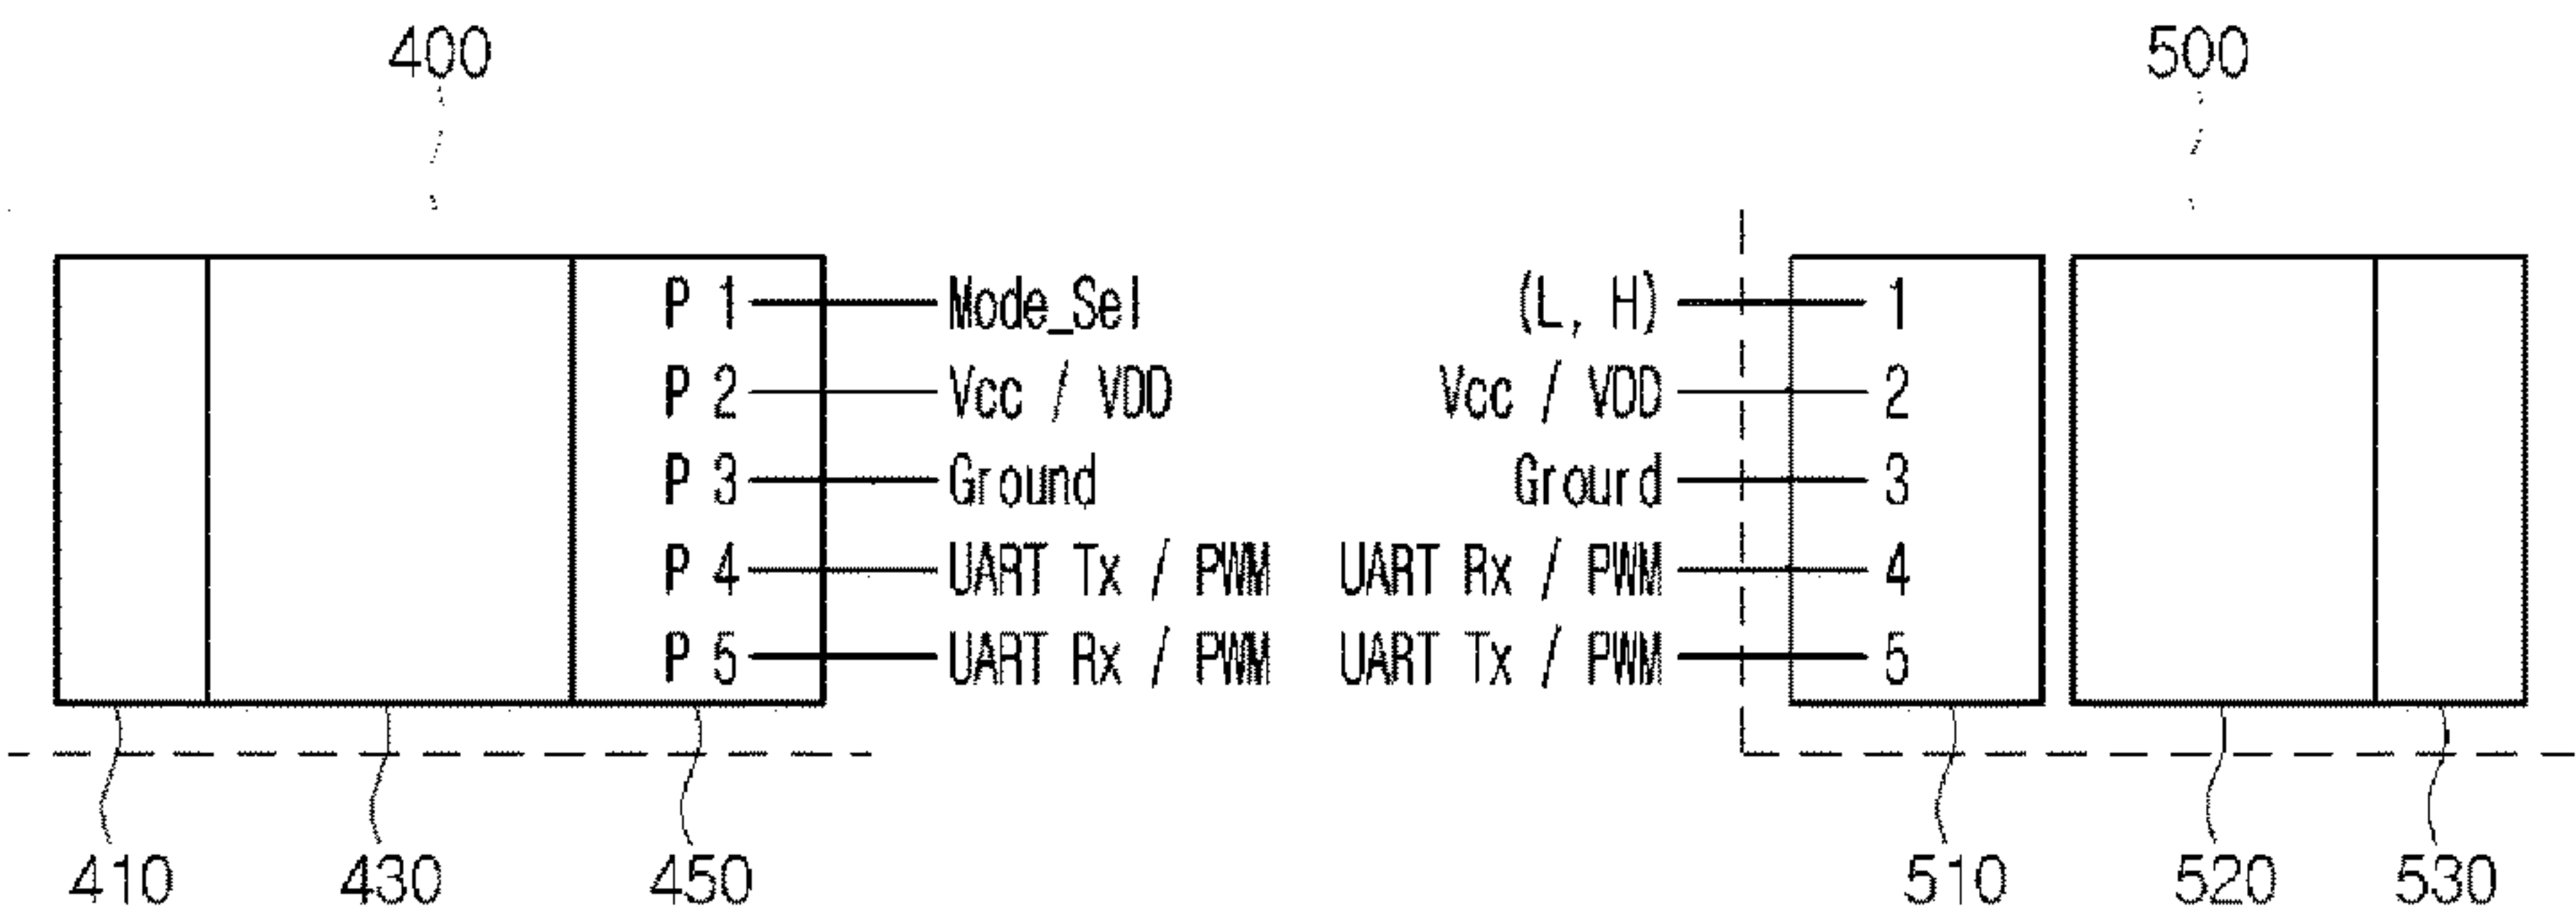 400 500
P 1 Mode_Sel (L, H) 1
P 2 Vcc / VDD Vcc / VDD 2
P 3 Ground Grourd 3
P 4 UART Tx / PWM UART Rx / PWM 4
P 5 UART Rx / PWM UART Tx / PWM 5
410 430 450 510 520 530